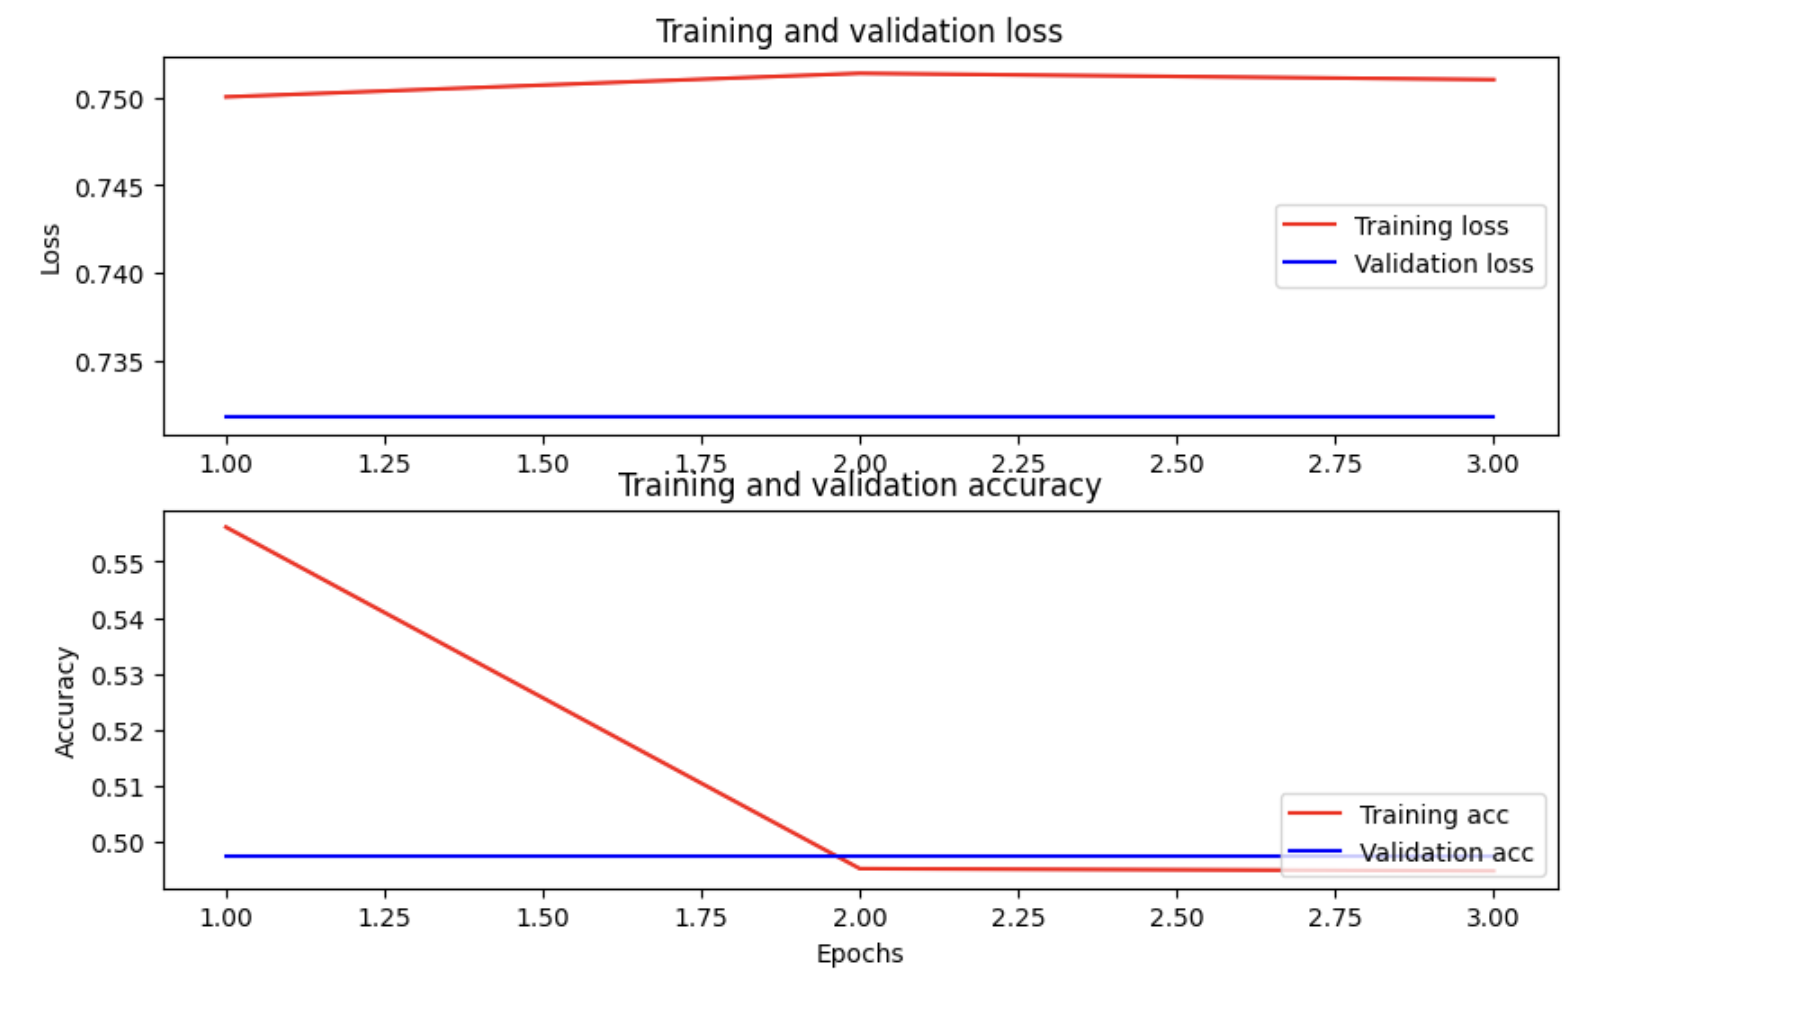 Training and validation loss
0.750
0.745
0.740
0.735
Loss
Training loss
Validation loss
1.00 1.25 1.50 1.75 2.00 2.25 2.50 2.75 3.00
Training and validation accuracy
0.55
0.54
0.53
0.52
0.51
0.50
Accuracy
Training acc
Validation acc
1.00 1.25 1.50 1.75 2.00 2.25 2.50 2.75 3.00
Epochs